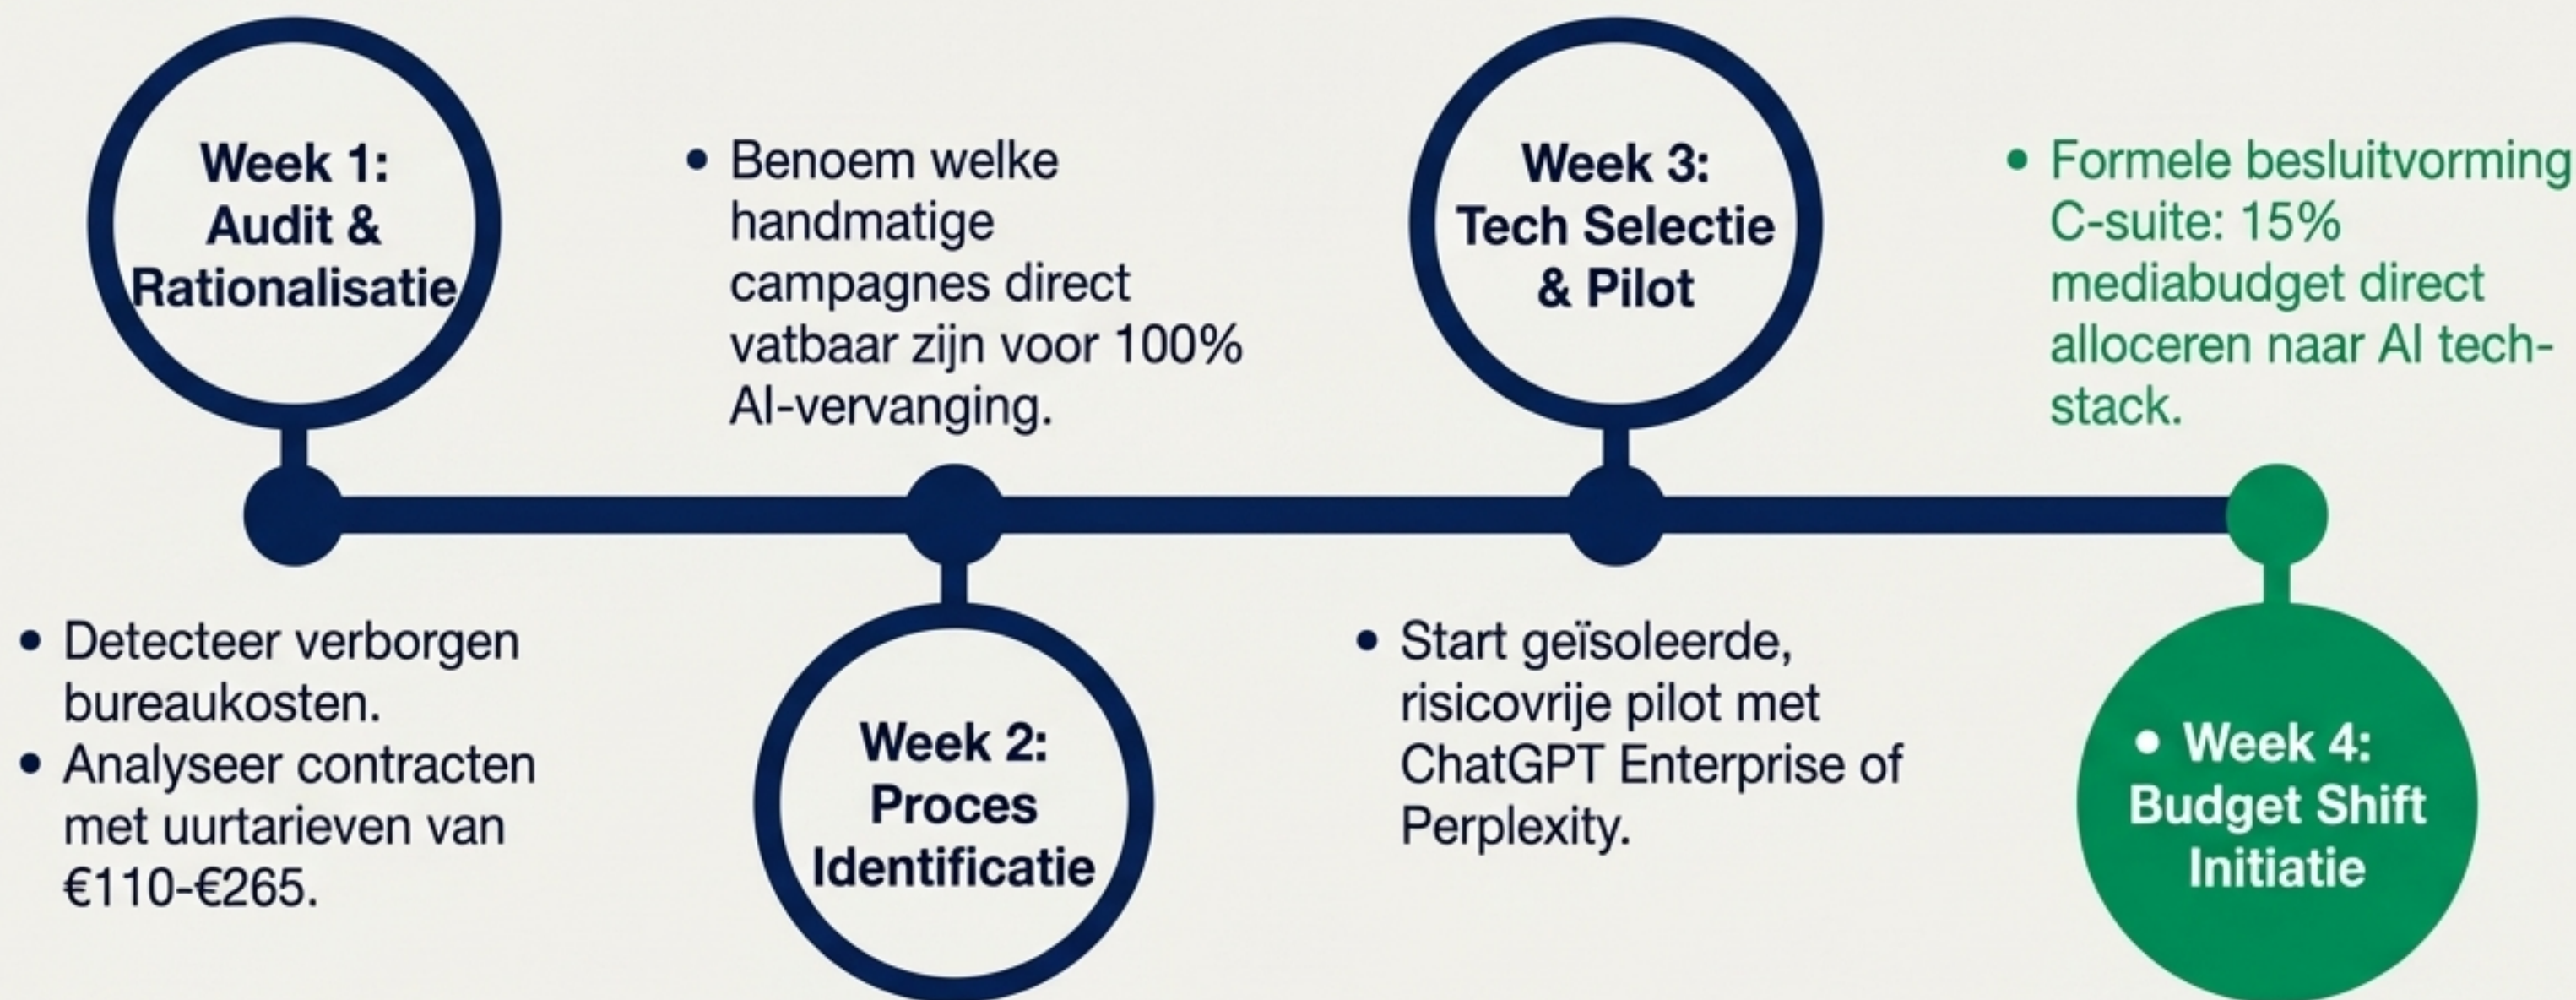 Week 1:
Audit &
Rationalisatie
• Detecteer verborgen
bureaukosten.
• Analyseer contracten
met uurtarieven van
€110-€265.
• Benoem welke
handmatige
campagnes direct
vatbaar zijn voor 100%
AI-vervanging.
Week 2:
Proces
Identificatie
Week 3:
Tech Selectie
& Pilot
• Start geïsoleerde,
risicovrije pilot met
ChatGPT Enterprise of
Perplexity.
• Formele besluitvorming
C-suite: 15%
mediabudget direct
alloceren naar AI tech-
stack.
• Week 4:
Budget Shift
Initiatie